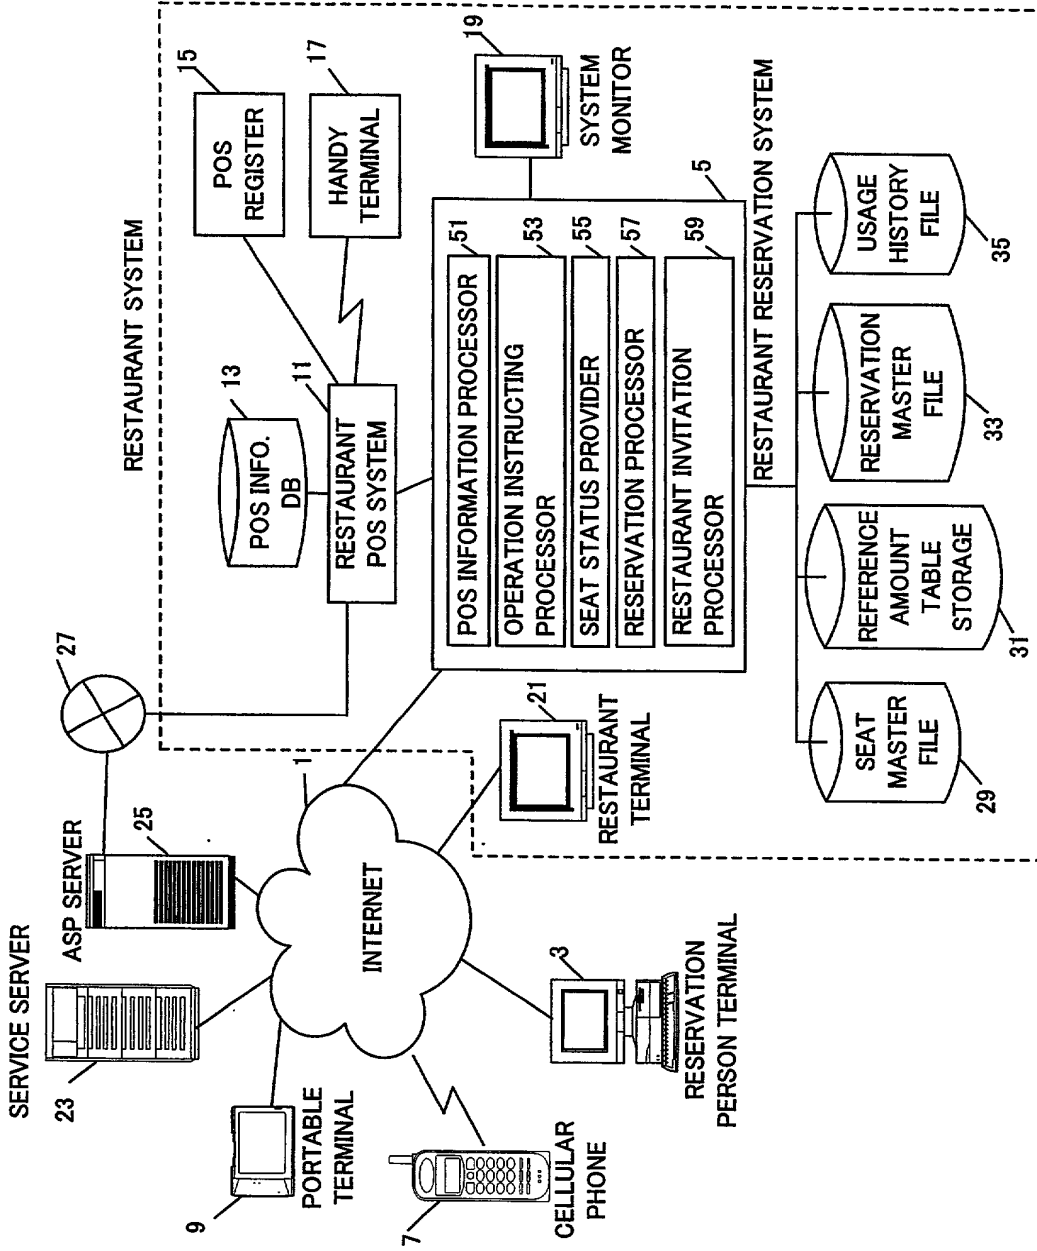 SERVICE SERVER
23
ASP SERVER
25
27
9
PORTABLE
TERMINAL
7
CELLULAR
PHONE
INTERNET
1
3
RESERVATION
PERSON TERMINAL
RESTAURANT SYSTEM
POS INFO.
DB
13
RESTAURANT
POS SYSTEM
11
POS
REGISTER
15
HANDY
TERMINAL
17
19
SYSTEM
MONITOR
21
RESTAURANT
TERMINAL
POS INFORMATION PROCESSOR
51
OPERATION INSTRUCTING
PROCESSOR
53
SEAT STATUS PROVIDER
55
RESERVATION PROCESSOR
57
RESTAURANT INVITATION
PROCESSOR
59
5
RESTAURANT RESERVATION SYSTEM
SEAT
MASTER
FILE
29
REFERENCE
AMOUNT
TABLE
STORAGE
31
RESERVATION
MASTER
FILE
33
USAGE
HISTORY
FILE
35